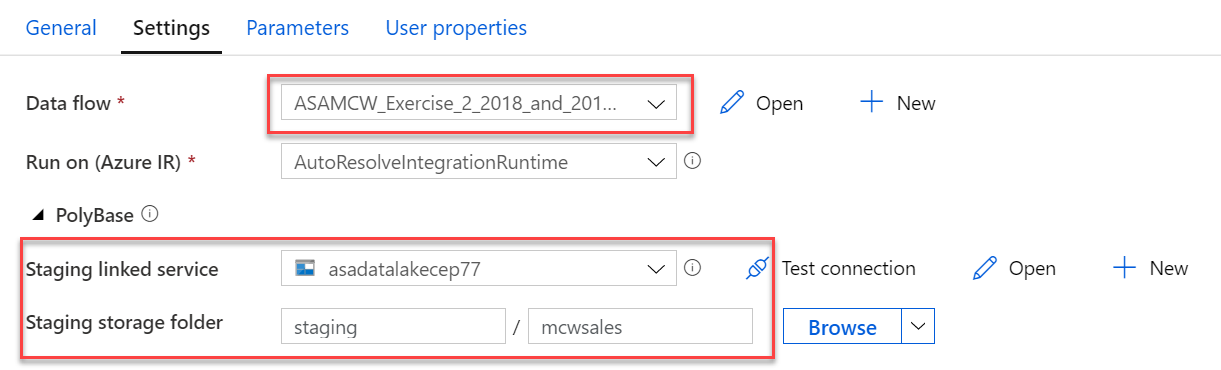 General Settings Parameters User properties
Data flow * ASAMCW_Exercise_2_2018_and_201... Open New
Run on (Azure IR) * AutoResolveIntegrationRuntime
PolyBase
Staging linked service asadatalakecep77 Test connection Open New
Staging storage folder staging / mcwsales Browse